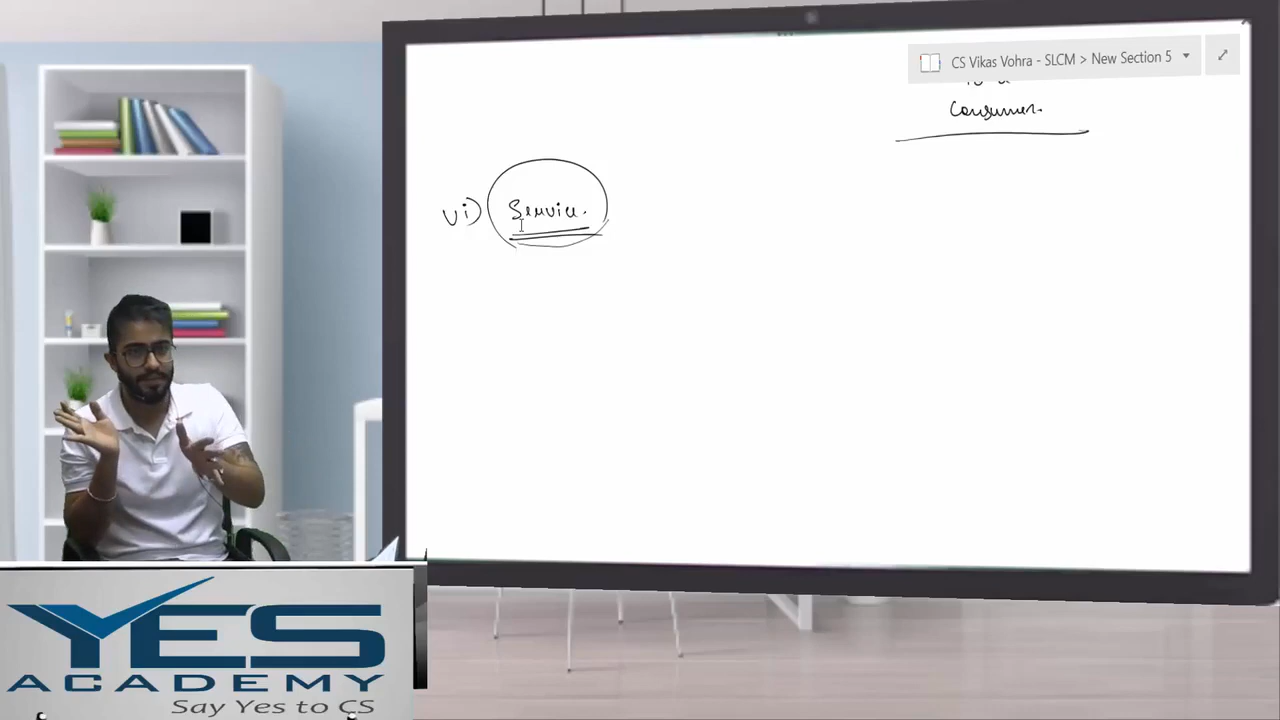 CS Vikas Vohra - SLCM > New Section 5
Consumer.
vi) Service.
YES
ACADEMY
Say Yes to CS